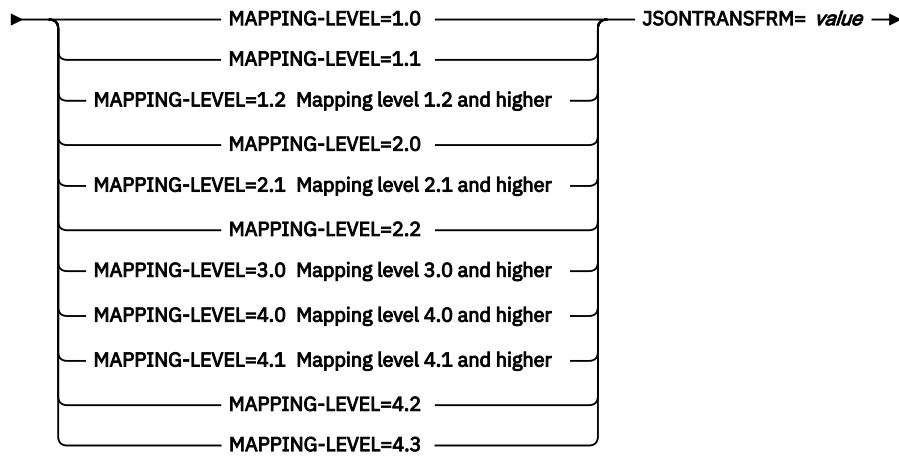 MAPPING-LEVEL=1.0 JSONTRANSFRM= value
MAPPING-LEVEL=1.1
MAPPING-LEVEL=1.2 Mapping level 1.2 and higher
MAPPING-LEVEL=2.0
MAPPING-LEVEL=2.1 Mapping level 2.1 and higher
MAPPING-LEVEL=2.2
MAPPING-LEVEL=3.0 Mapping level 3.0 and higher
MAPPING-LEVEL=4.0 Mapping level 4.0 and higher
MAPPING-LEVEL=4.1 Mapping level 4.1 and higher
MAPPING-LEVEL=4.2
MAPPING-LEVEL=4.3